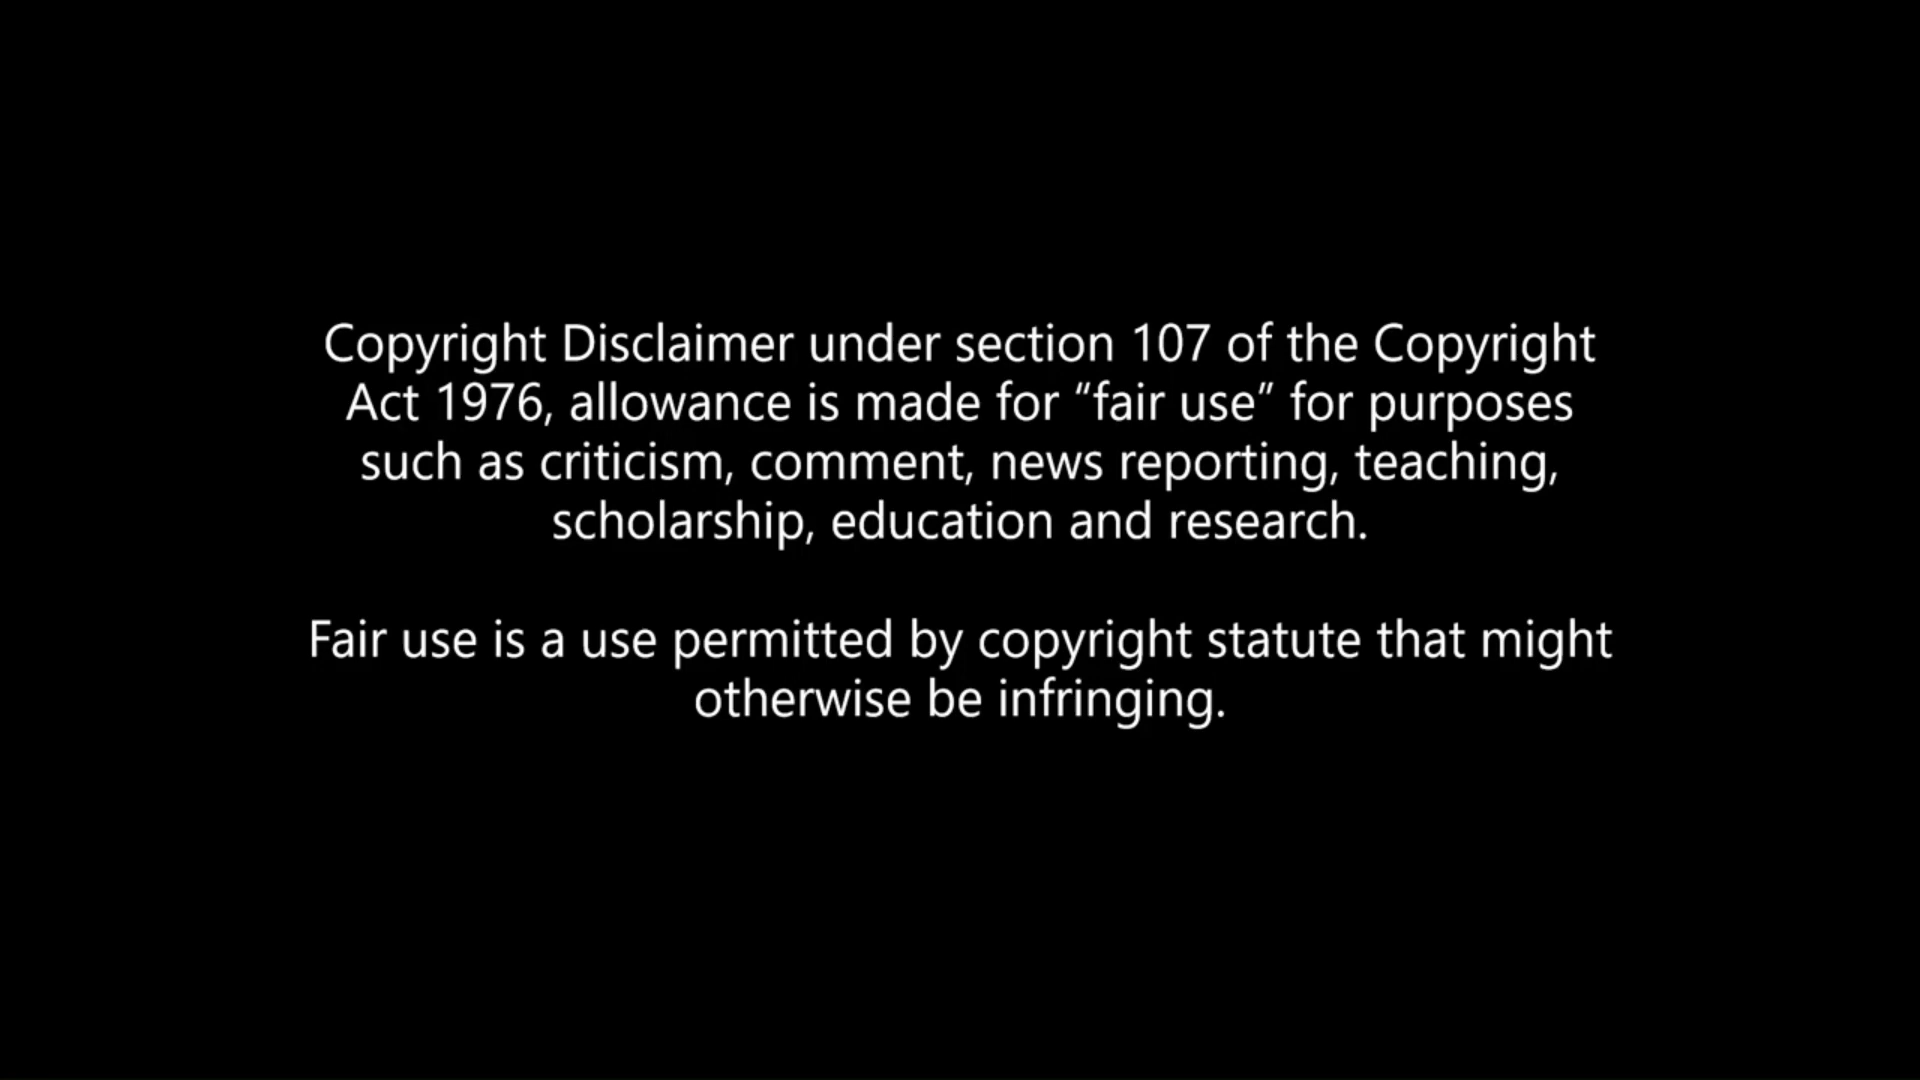 Copyright Disclaimer under section 107 of the Copyright
Act 1976, allowance is made for “fair use” for purposes
such as criticism, comment, news reporting, teaching,
scholarship, education and research.
Fair use is a use permitted by copyright statute that might
otherwise be infringing.